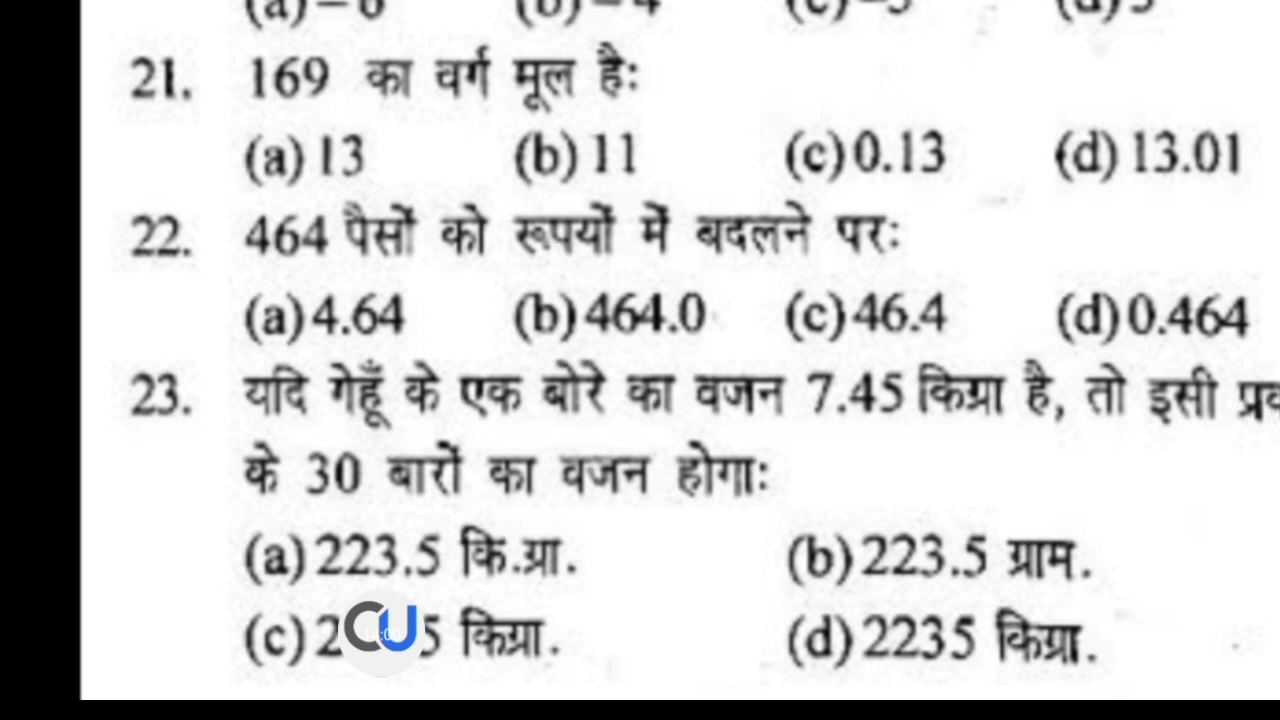 21. 169 का वर्ग मूल है:
(a) 13 (b) 11 (c) 0.13 (d) 13.01
22. 464 पैसों को रूपयों में बदलने पर:
(a) 4.64 (b) 464.0 (c) 46.4 (d) 0.464
23. यदि गेहूँ के एक बोरे का वजन 7.45 किग्रा है, तो इसी
के 30 बारों का वजन होगा:
(a) 223.5 कि.ग्रा. (b) 223.5 ग्राम.
(c) किग्रा. (d) 2235 किग्रा.